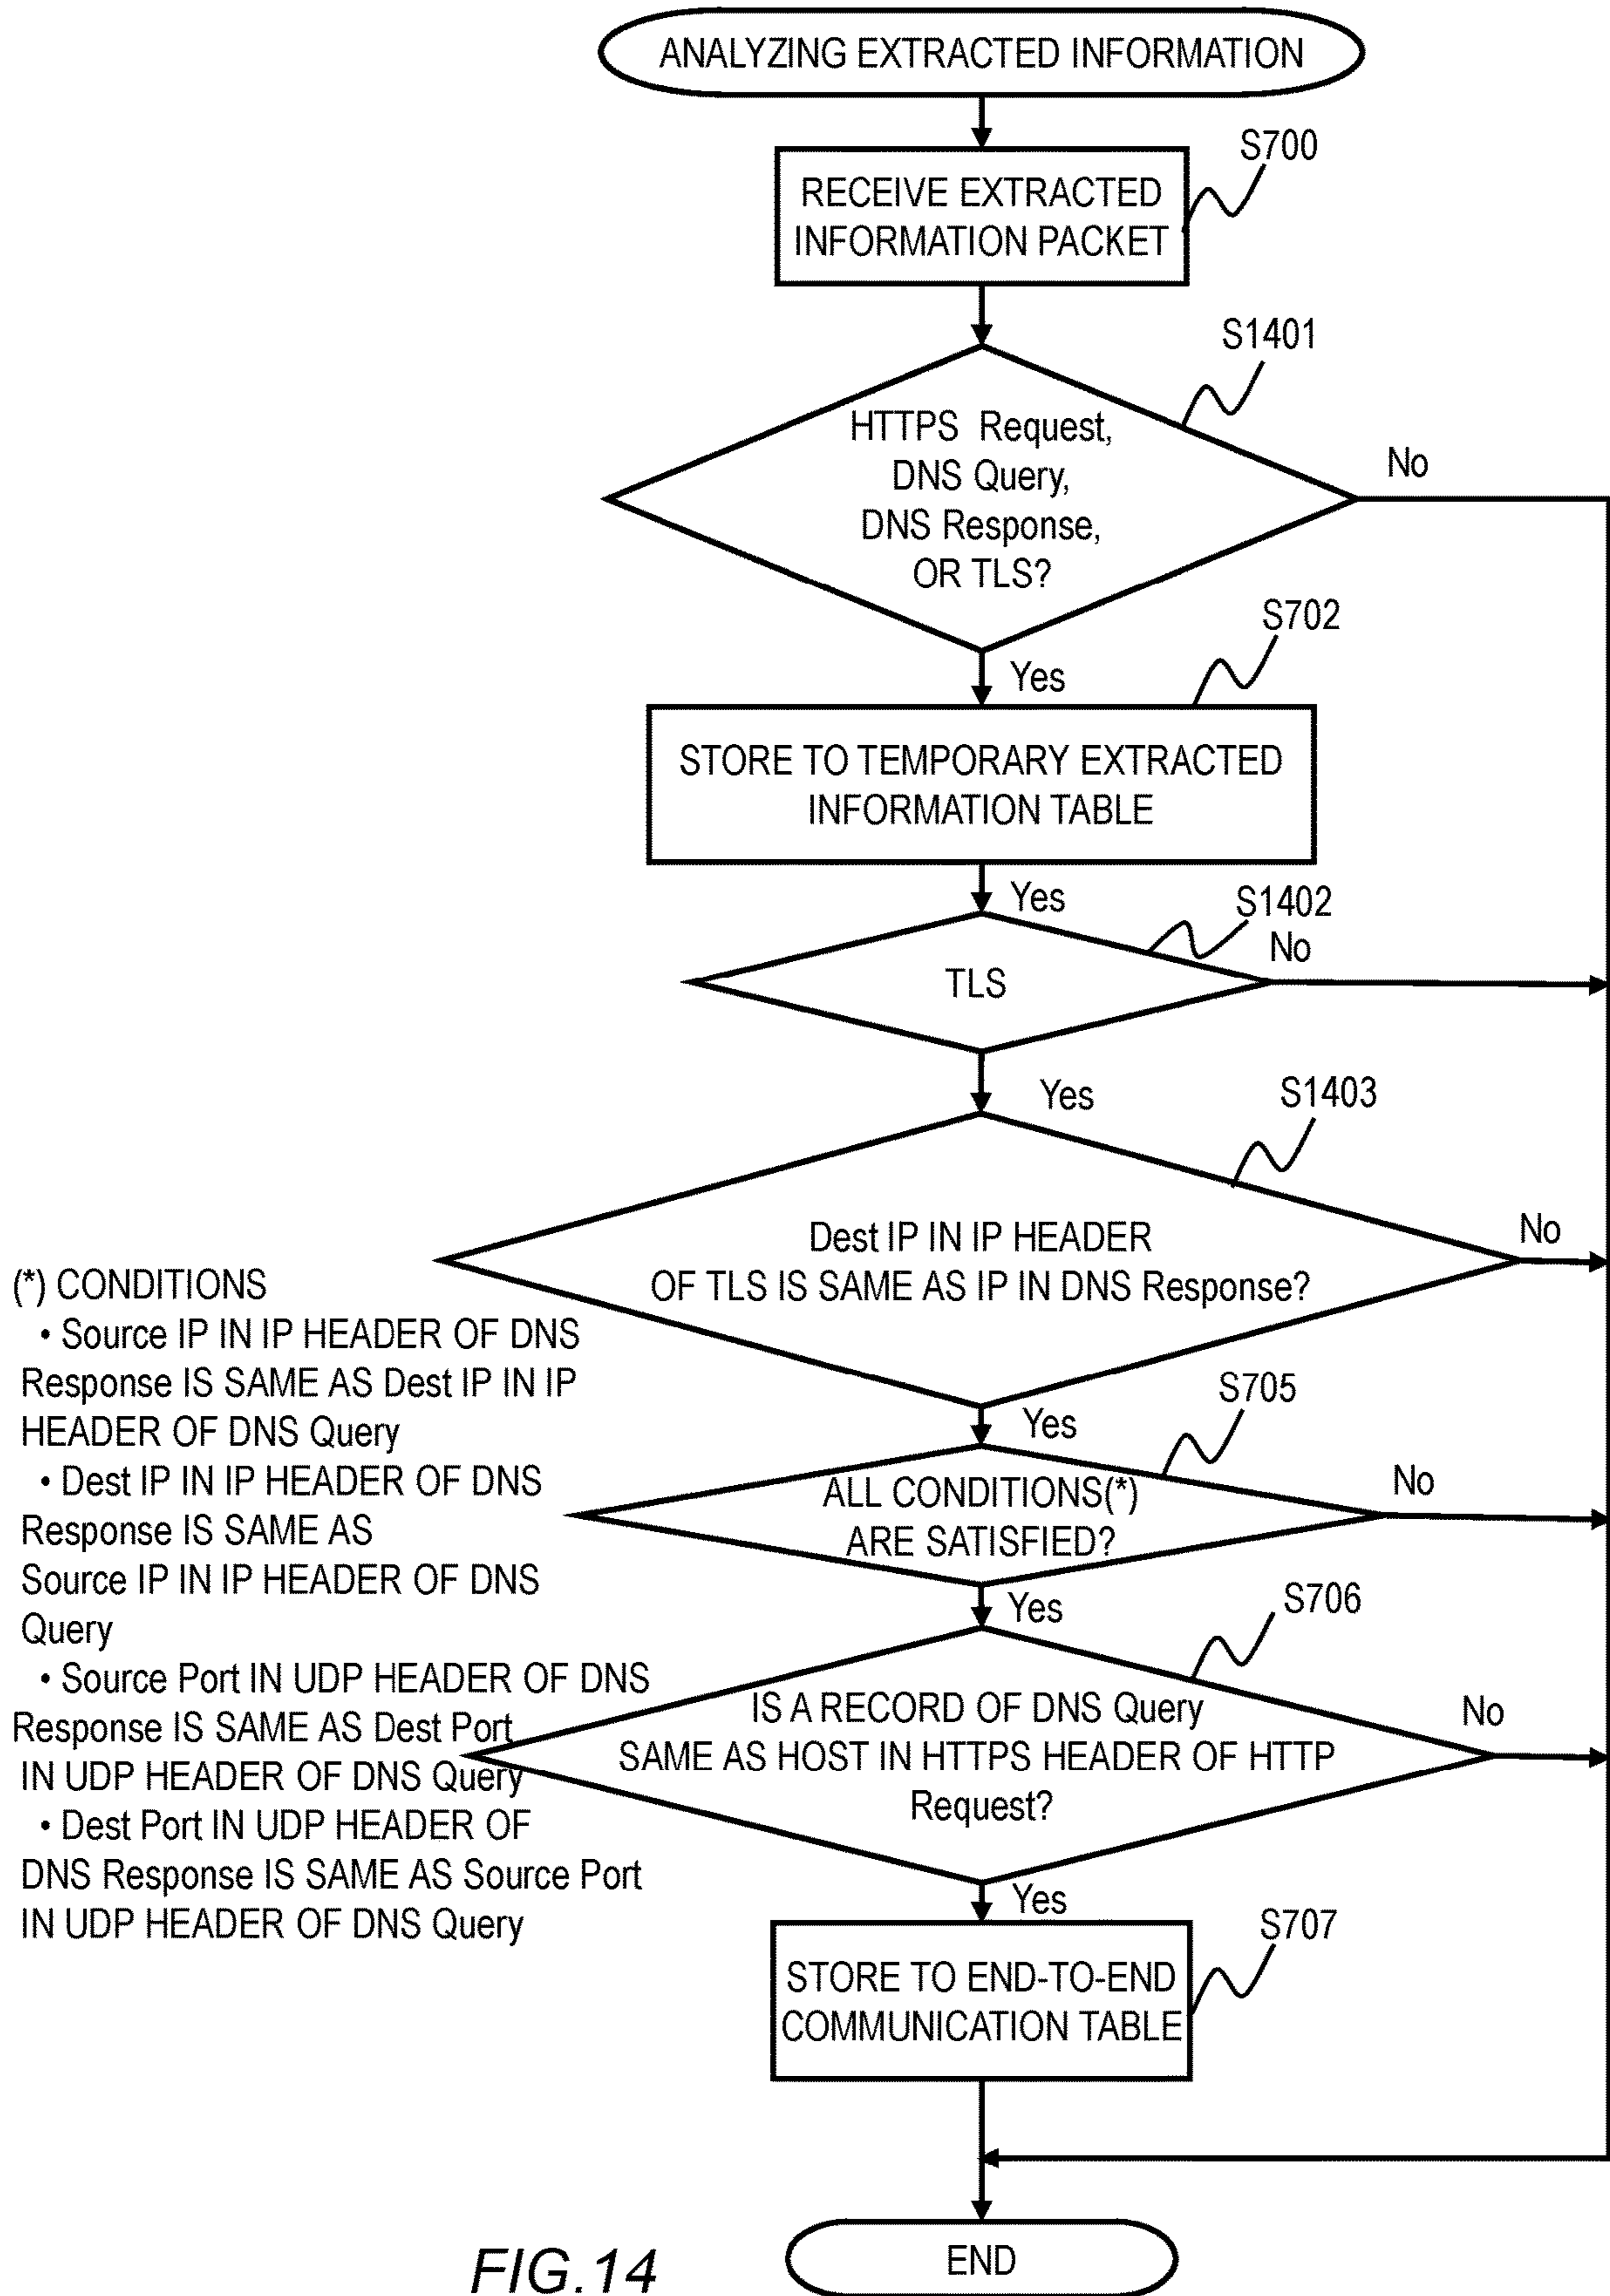 ANALYZING EXTRACTED INFORMATION
S700
RECEIVE EXTRACTED
INFORMATION PACKET
S1401
HTTPS Request,
DNS Query,
DNS Response,
OR TLS?
No
S702
Yes
STORE TO TEMPORARY EXTRACTED
INFORMATION TABLE
Yes
S1402
No
TLS
Yes
S1403
Dest IP IN IP HEADER
OF TLS IS SAME AS IP IN DNS Response?
No
(*) CONDITIONS
• Source IP IN IP HEADER OF DNS
Response IS SAME AS Dest IP IN IP
HEADER OF DNS Query
• Dest IP IN IP HEADER OF DNS
Response IS SAME AS
Source IP IN IP HEADER OF DNS
Query
• Source Port IN UDP HEADER OF DNS
Response IS SAME AS Dest Port
IN UDP HEADER OF DNS Query
• Dest Port IN UDP HEADER OF
DNS Response IS SAME AS Source Port
IN UDP HEADER OF DNS Query
Yes
S705
ALL CONDITIONS(*)
ARE SATISFIED?
No
Yes
S706
IS A RECORD OF DNS Query
SAME AS HOST IN HTTPS HEADER OF HTTP
Request?
No
Yes
S707
STORE TO END-TO-END
COMMUNICATION TABLE
END
FIG.14